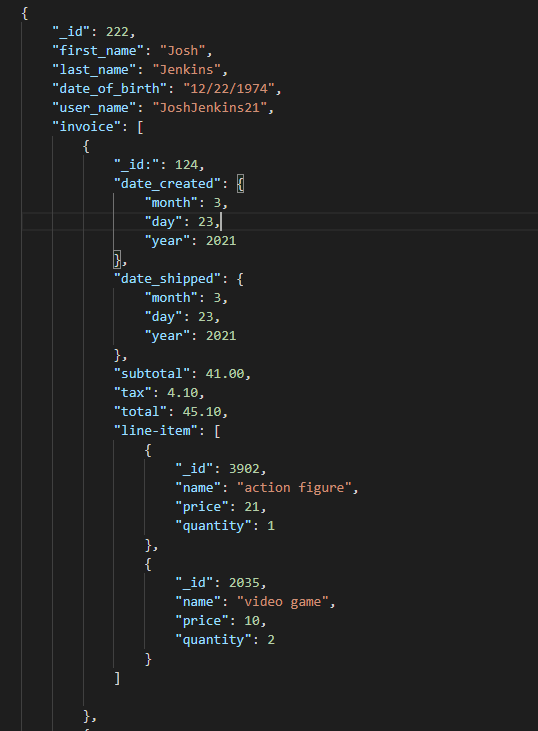 {
"_id": 222,
"first_name": "Josh",
"last_name": "Jenkins",
"date_of_birth": "12/22/1974",
"user_name": "JoshJenkins21",
"invoice": [
{
"_id:": 124,
"date_created": {
"month": 3,
"day": 23,
"year": 2021
},
"date_shipped": {
"month": 3,
"day": 23,
"year": 2021
},
"subtotal": 41.00,
"tax": 4.10,
"total": 45.10,
"line-item": [
{
"_id": 3902,
"name": "action figure",
"price": 21,
"quantity": 1
},
{
"_id": 2035,
"name": "video game",
"price": 10,
"quantity": 2
}
]
},